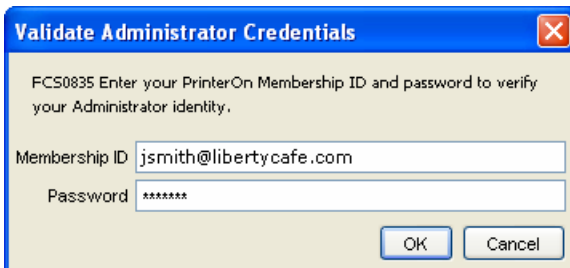 Validate Administrator Credentials
FCS0835 Enter your PrinterOn Membership ID and password to verify
your Administrator identity.
Membership ID jsmith@libertycafe.com
Password *******
OK Cancel